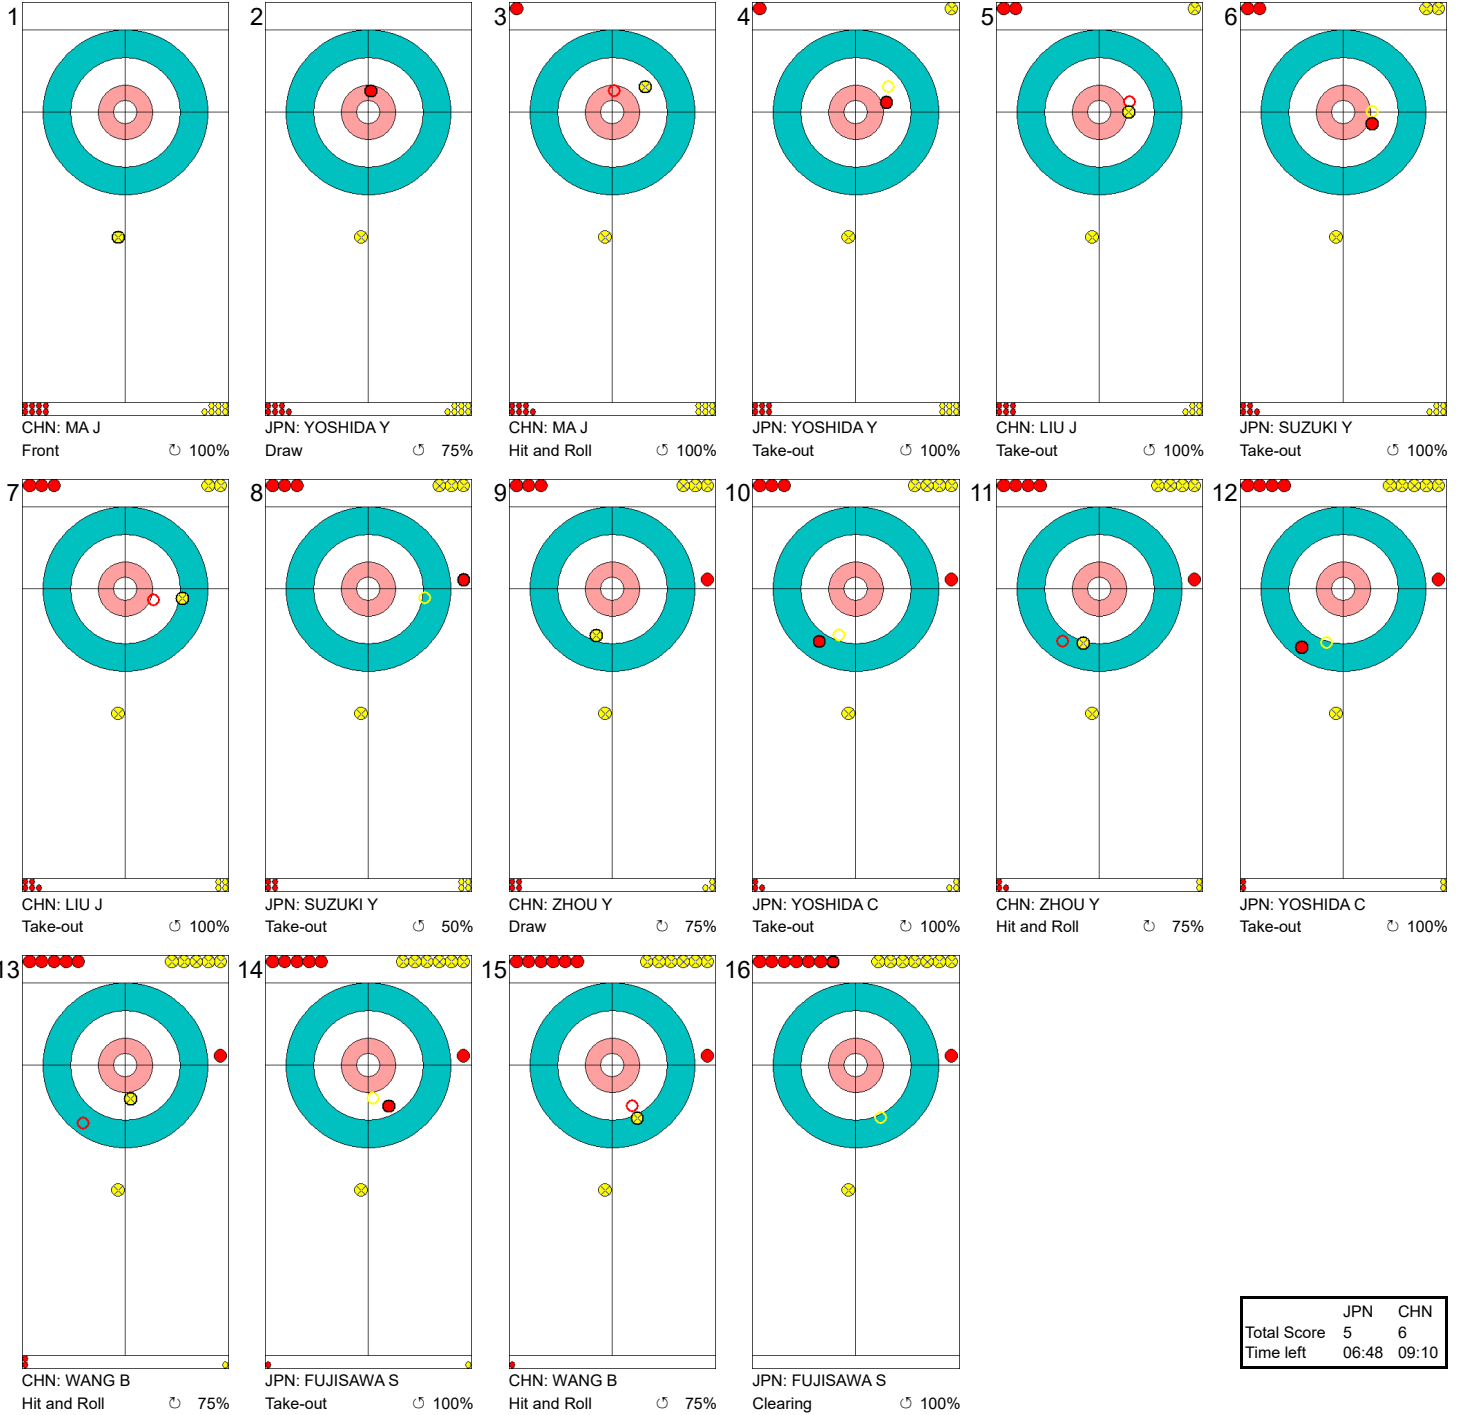 1 2 3 4 5 6
CHN: MA J
Front ↻ 100%
JPN: YOSHIDA Y
Draw ↺ 75%
CHN: MA J
Hit and Roll ↻ 100%
JPN: YOSHIDA Y
Take-out ↺ 100%
CHN: LIU J
Take-out ↺ 100%
JPN: SUZUKI Y
Take-out ↺ 100%
7 8 9 10 11 12
CHN: LIU J
Take-out ↻ 100%
JPN: SUZUKI Y
Take-out ↺ 50%
CHN: ZHOU Y
Draw ↻ 75%
JPN: YOSHIDA C
Take-out ↺ 100%
CHN: ZHOU Y
Hit and Roll ↻ 75%
JPN: YOSHIDA C
Take-out ↺ 100%
13 14 15 16
CHN: WANG B
Hit and Roll ↻ 75%
JPN: FUJISAWA S
Take-out ↺ 100%
CHN: WANG B
Hit and Roll ↻ 75%
JPN: FUJISAWA S
Clearing ↺ 100%
JPN CHN
Total Score 5 6
Time left 06:48 09:10